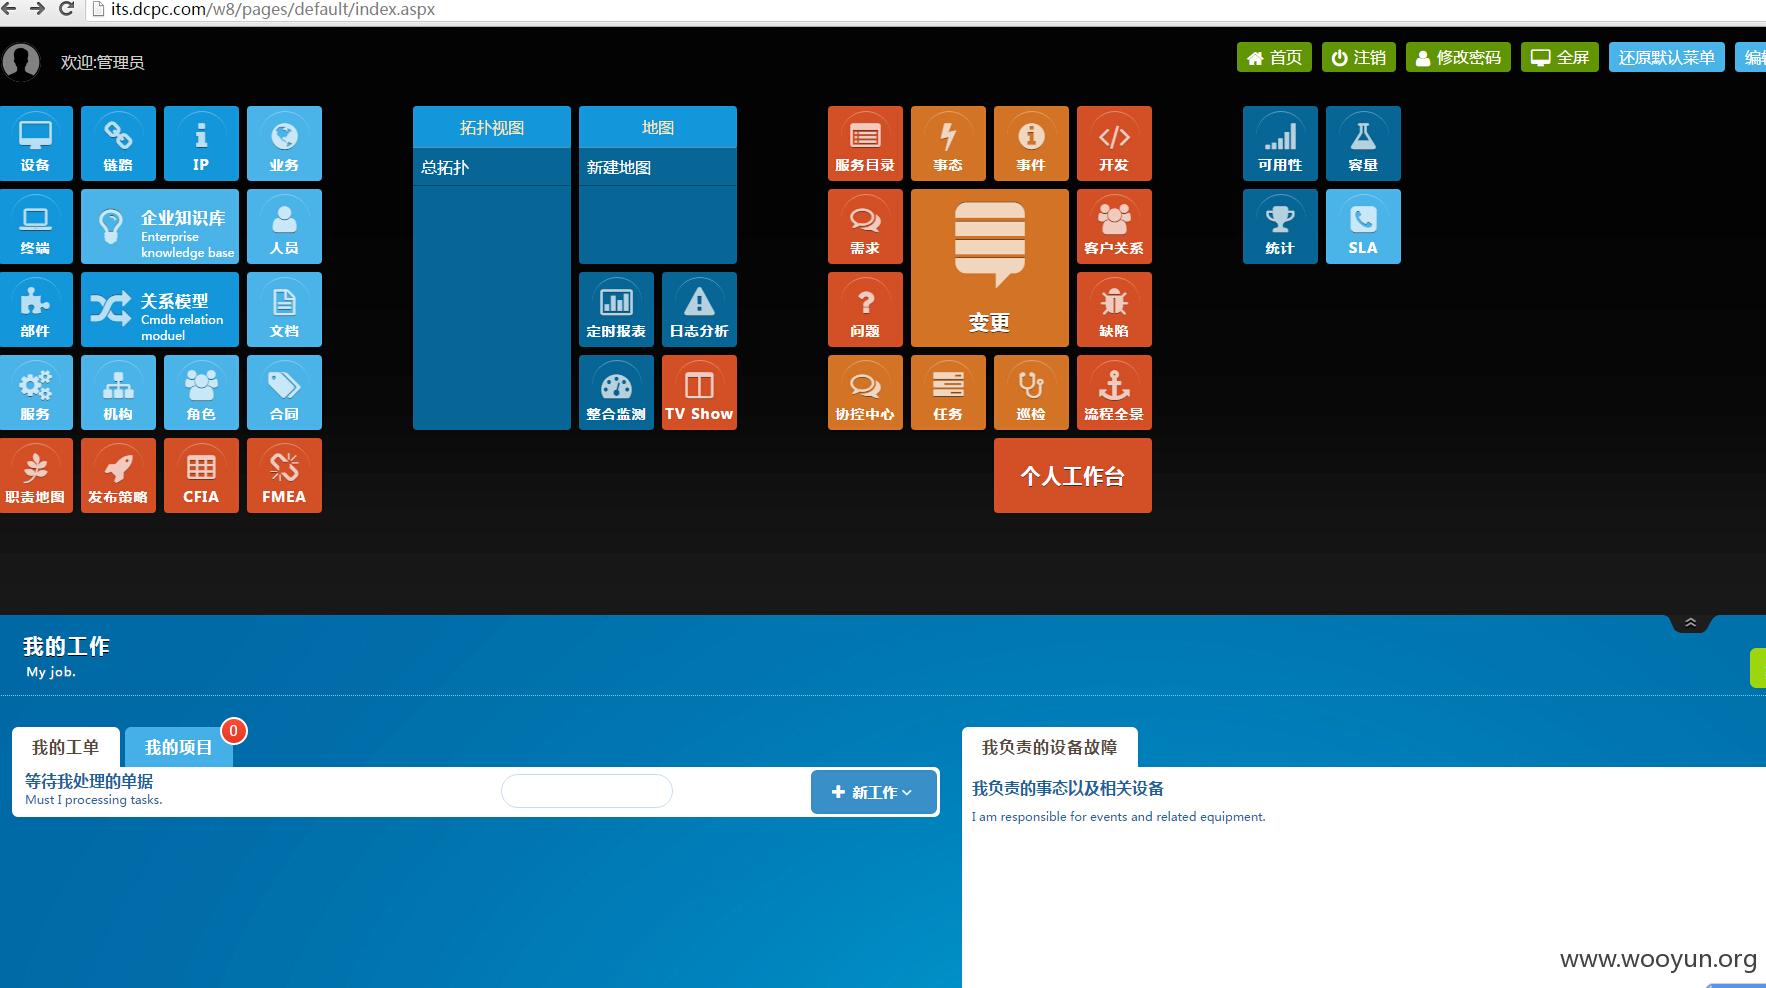 its.dcpc.com/w8/pages/default/index.aspx
欢迎:管理员
首页
注销
修改密码
全屏
还原默认菜单
设备
链路
IP
业务
终端
企业知识库
Enterprise
knowledge base
人员
部件
关系模型
Cmdb relation
moduel
文档
服务
机构
角色
合同
职责地图
发布策略
CFIA
FMEA
拓扑视图
总拓扑
地图
新建地图
定时报表
日志分析
整合监测
TV Show
服务目录
事态
事件
开发
需求
变更
客户关系
问题
缺陷
协控中心
任务
巡检
流程全景
个人工作台
可用性
容量
统计
SLA
我的工作
My job.
我的工单
我的项目
0
等待我处理的单据
Must I processing tasks.
新工作
我负责的设备故障
我负责的事态以及相关设备
I am responsible for events and related equipment.
www.wooyun.org